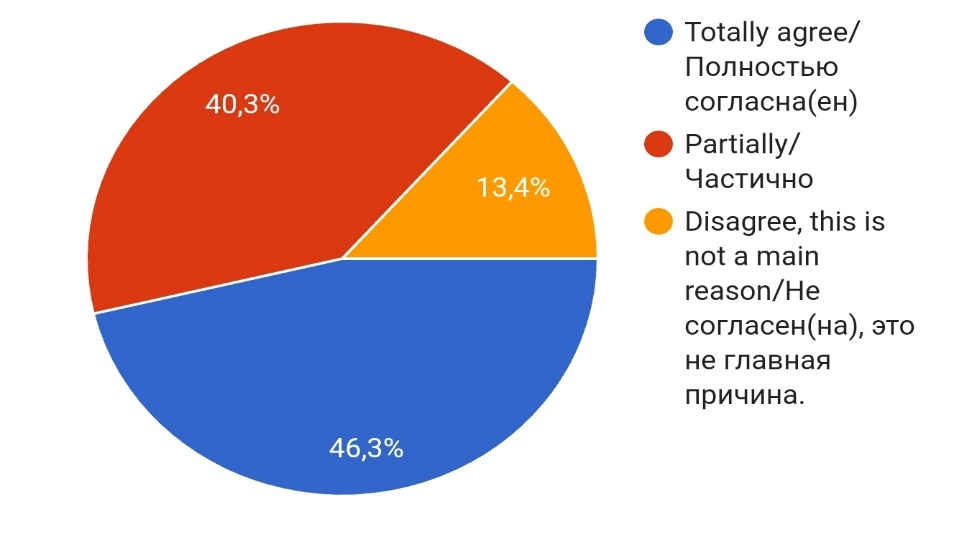 40,3%
13,4%
46,3%
Totally agree/
Полностью
согласна(ен)
Partially/
Частично
Disagree, this is
not a main
reason/Не
согласен(на), это
не главная
причина.